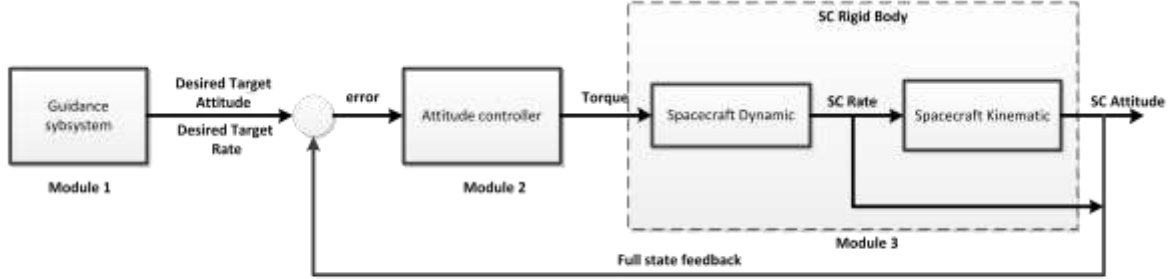 SC Rigid Body
Desired Target
Attitude
Desired Target
Rate
Guidance
sybsystem
Module 1
error
Attitude controller
Module 2
Torque
Spacecraft Dynamic
SC Rate
Spacecraft Kinematic
SC Attitude
Module 3
Full state feedback